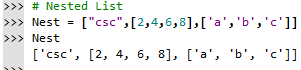 >>> # Nested List
>>> Nest = ["csc",[2,4,6,8],['a','b','c']]
>>> Nest
['csc', [2, 4, 6, 8], ['a', 'b', 'c']]
>>>